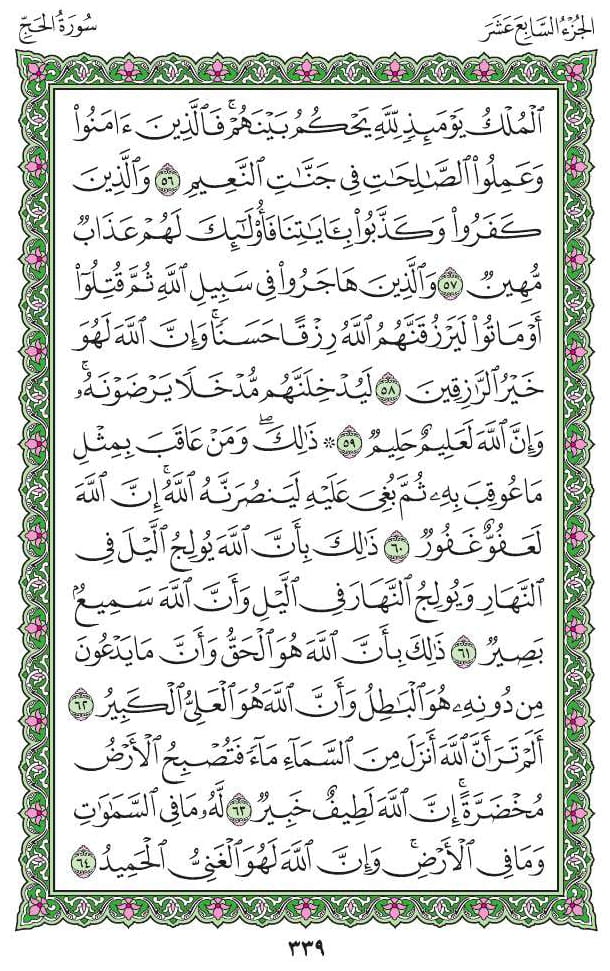 الجُزْءُ السَّابِعَ عَشَرَ
سُورَةُ الحَجِّ
ٱلْمُلْكُ يَوْمَئِذٍ لِّلَّهِ يَحْكُمُ بَيْنَهُمْ ۚ فَٱلَّذِينَ ءَامَنُوا۟
وَعَمِلُوا۟ ٱلصَّـٰلِحَـٰتِ فِى جَنَّـٰتِ ٱلنَّعِيمِ ٥٦ وَٱلَّذِينَ
كَفَرُوا۟ وَكَذَّبُوا۟ بِـَٔايَـٰتِنَا فَأُو۟لَـٰٓئِكَ لَهُمْ عَذَابٌ
مُّهِينٌ ٥٧ وَٱلَّذِينَ هَاجَرُوا۟ فِى سَبِيلِ ٱللَّهِ ثُمَّ قُتِلُوٓا۟
أَوْ مَاتُوا۟ لَيَرْزُقَنَّهُمُ ٱللَّهُ رِزْقًا حَسَنًا ۚ وَإِنَّ ٱللَّهَ لَهُوَ
خَيْرُ ٱلرَّٰزِقِينَ ٥٨ لَيُدْخِلَنَّهُم مُّدْخَلًا يَرْضَوْنَهُۥ ۗ
وَإِنَّ ٱللَّهَ لَعَلِيمٌ حَلِيمٌ ٥٩ ۞ ذَٰلِكَ ۖ وَمَنْ عَاقَبَ بِمِثْلِ
مَا عُوقِبَ بِهِۦ ثُمَّ بُغِىَ عَلَيْهِ لَيَنصُرَنَّهُ ٱللَّهُ ۗ إِنَّ ٱللَّهَ
لَعَفُوٌّ غَفُورٌ ٦٠ ذَٰلِكَ بِأَنَّ ٱللَّهَ يُولِجُ ٱلَّيْلَ فِى
ٱلنَّهَارِ وَيُولِجُ ٱلنَّهَارَ فِى ٱلَّيْلِ وَأَنَّ ٱللَّهَ سَمِيعٌۢ
بَصِيرٌ ٦١ ذَٰلِكَ بِأَنَّ ٱللَّهَ هُوَ ٱلْحَقُّ وَأَنَّ مَا يَدْعُونَ
مِن دُونِهِۦ هُوَ ٱلْبَـٰطِلُ وَأَنَّ ٱللَّهَ هُوَ ٱلْعَلِىُّ ٱلْكَبِيرُ ٦٢
أَلَمْ تَرَ أَنَّ ٱللَّهَ أَنزَلَ مِنَ ٱلسَّمَآءِ مَآءً فَتُصْبِحُ ٱلْأَرْضُ
مُخْضَرَّةً ۗ إِنَّ ٱللَّهَ لَطِيفٌ خَبِيرٌ ٦٣ لَّهُۥ مَا فِى ٱلسَّمَـٰوَٰتِ
وَمَا فِى ٱلْأَرْضِ ۗ وَإِنَّ ٱللَّهَ لَهُوَ ٱلْغَنِىُّ ٱلْحَمِيدُ ٦٤
٣٣٩